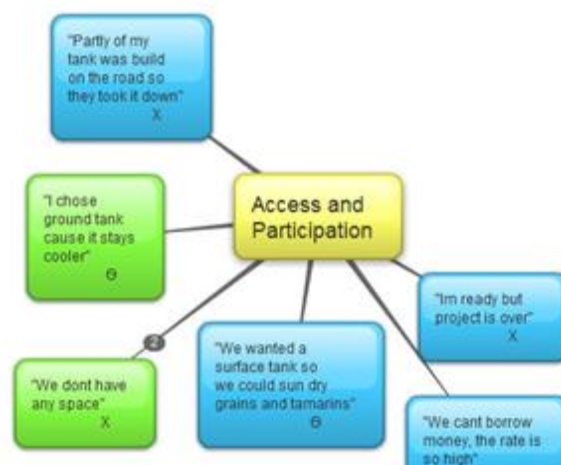 "Partly of my
tank was build
on the road so
they took it down"
X
"I chose
ground tank
cause it stays
cooler"
Θ
Access and
Participation
"Im ready but
project is over"
X
"We wanted a
surface tank so
we could sun dry
grains and tamarins"
Θ
"We dont have
any space"
X
"We cant borrow
money, the rate is
so high"